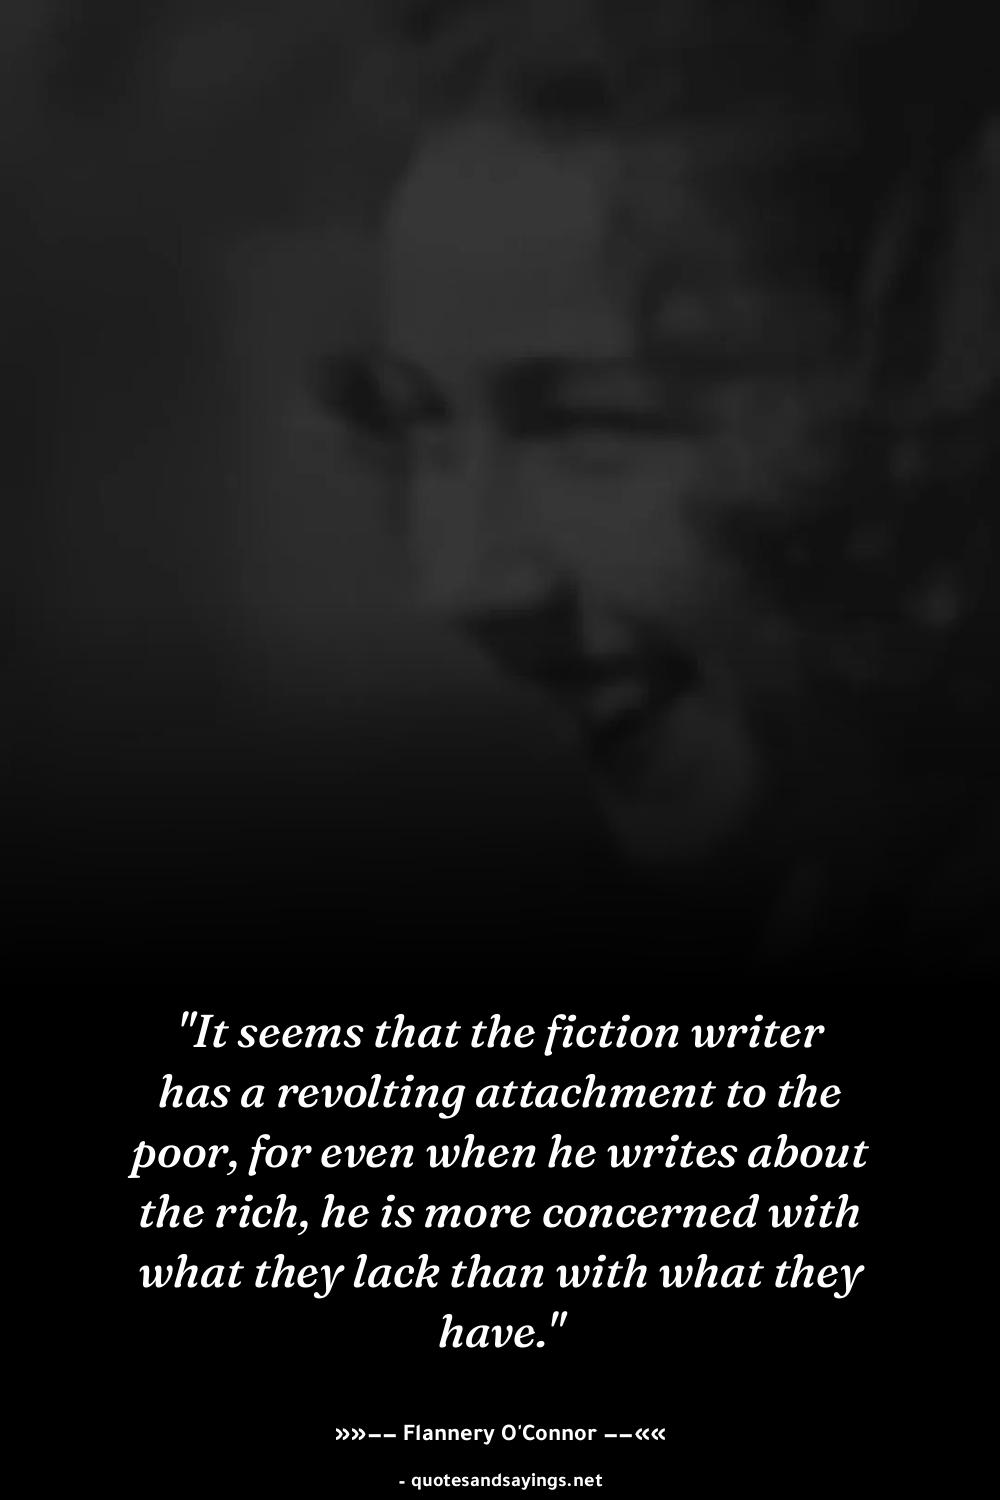 "It seems that the fiction writer
has a revolting attachment to the
poor, for even when he writes about
the rich, he is more concerned with
what they lack than with what they
have."
»»−− Flannery O'Connor −−««
- quotesandsayings.net